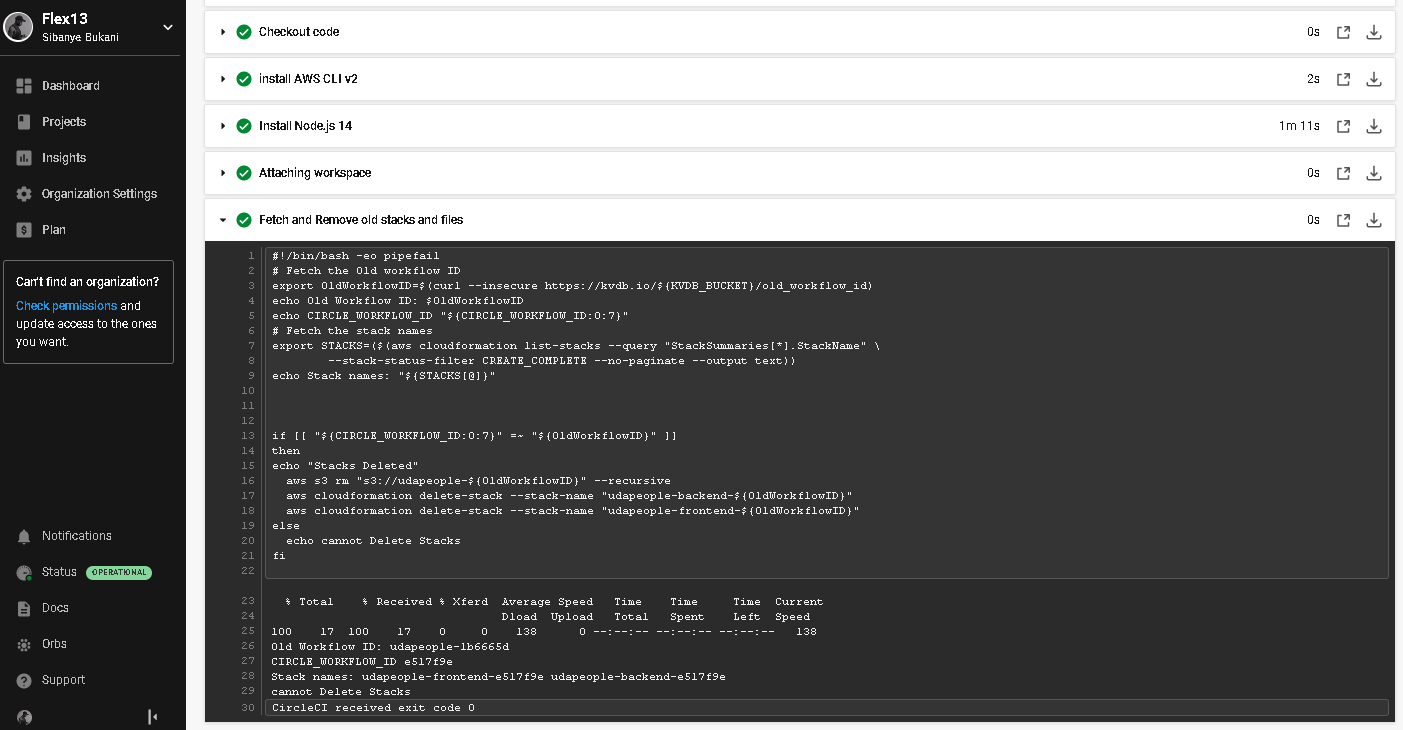 Flex13
Sibanye Bukani
Dashboard
Projects
Insights
Organization Settings
Plan
Can't find an organization?
Check permissions and
update access to the ones
you want.
Notifications
Status OPERATIONAL
Docs
Orbs
Support
Checkout code 0s
install AWS CLI v2 2s
Install Node.js 14 1m 11s
Attaching workspace 0s
Fetch and Remove old stacks and files 0s
1 #!/bin/bash -eo pipefail
2 # Fetch the Old workflow ID
3 export OldWorkflowID=$(curl --insecure https://kvdb.io/${KVDB_BUCKET}/old_workflow_id)
4 echo Old Workflow ID: $OldWorkflowID
5 echo CIRCLE_WORKFLOW_ID "${CIRCLE_WORKFLOW_ID:0:7}"
6 # Fetch the stack names
7 export STACKS=($(aws cloudformation list-stacks --query "StackSummaries[*].StackName" \
8 --stack-status-filter CREATE_COMPLETE --no-paginate --output text))
9 echo Stack names: "${STACKS[@]}"
10
11
12
13 if [[ "${CIRCLE_WORKFLOW_ID:0:7}" =~ "${OldWorkflowID}" ]]
14 then
15 echo "Stacks Deleted"
16 aws s3 rm "s3://udapeople-${OldWorkflowID}" --recursive
17 aws cloudformation delete-stack --stack-name "udapeople-backend-${OldWorkflowID}"
18 aws cloudformation delete-stack --stack-name "udapeople-frontend-${OldWorkflowID}"
19 else
20 echo cannot Delete Stacks
21 fi
22
23 % Total % Received % Xferd Average Speed Time Time Time Current
24 Dload Upload Total Spent Left Speed
25 100 17 100 17 0 0 138 0 --:--:-- --:--:-- --:--:-- 138
26 Old Workflow ID: udapeople-1b6665d
27 CIRCLE_WORKFLOW_ID e517f9e
28 Stack names: udapeople-frontend-e517f9e udapeople-backend-e517f9e
29 cannot Delete Stacks
30 CircleCI received exit code 0